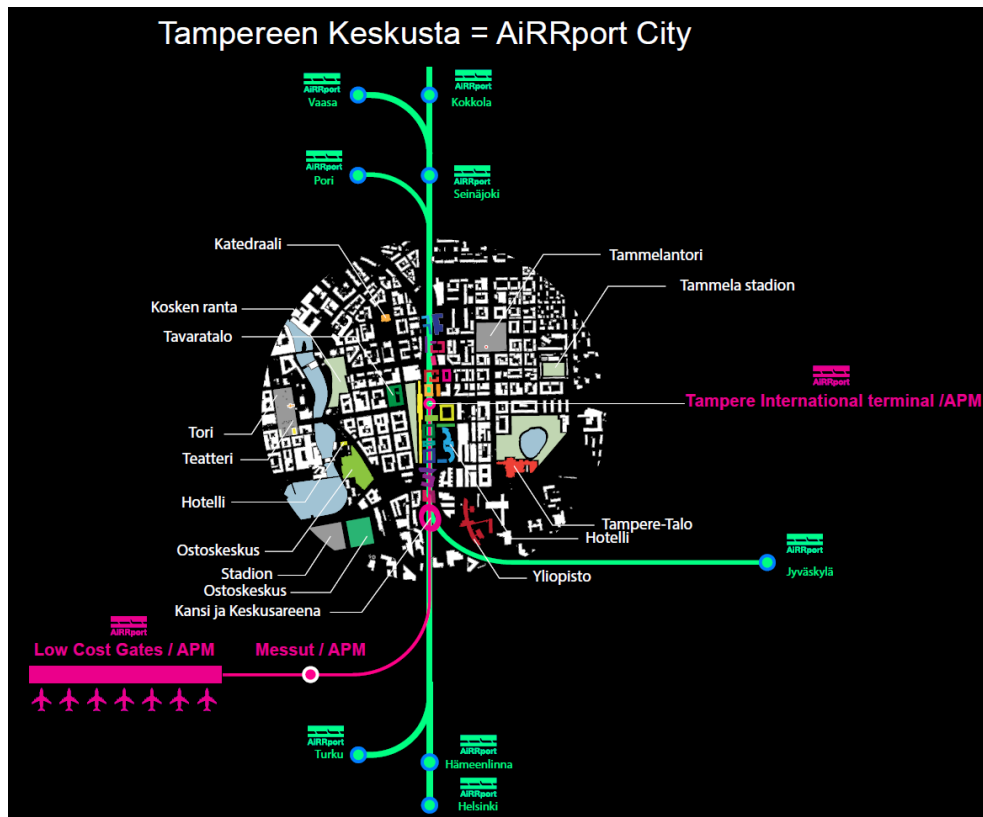 Tampereen Keskusta = AiRRport City
AiRRport
Vaasa
AiRRport
Kokkola
AiRRport
Pori
AiRRport
Seinäjoki
Katedraali
Tammelantori
Kosken ranta
Tammela stadion
Tavaratalo
AiRRport
Tampere International terminal /APM
Tori
Teatteri
Hotelli
Tampere-Talo
Hotelli
Ostoskeskus
Stadion
Yliopisto
AiRRport
Jyväskylä
Ostoskeskus
Kansi ja Keskusareena
AiRRport
Low Cost Gates / APM
Messut / APM
AiRRport
Turku
AiRRport
Hämeenlinna
AiRRport
Helsinki